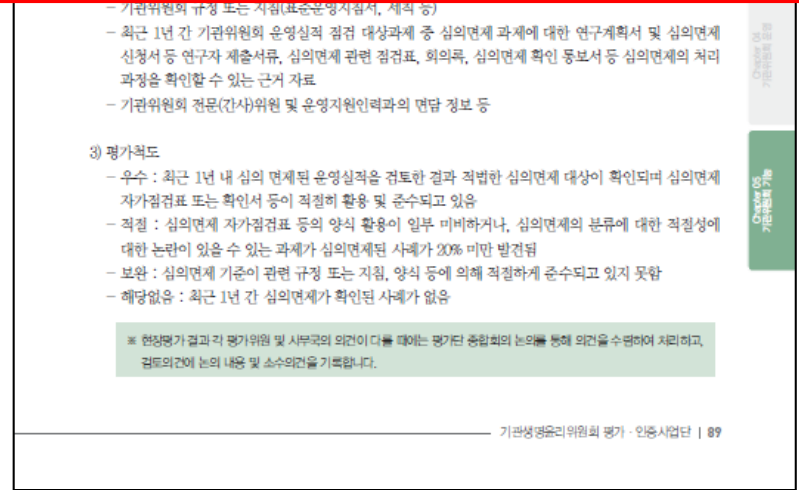 - 기관위원회 규정 또는 지침(표준운영지침서, 세칙 등)
- 최근 1년 간 기관위원회 운영실적 점검 대상과제 중 심의면제 과제에 대한 연구계획서 및 심의면제
신청서 등 연구자 제출서류, 심의면제 관련 점검표, 회의록, 심의면제 확인 통보서 등 심의면제의 처리
과정을 확인할 수 있는 근거 자료
- 기관위원회 전문(간사)위원 및 운영지원인력과의 면담 정보 등
3) 평가척도
- 우수 : 최근 1년 내 심의 면제된 운영실적을 검토한 결과 적법한 심의면제 대상이 확인되며 심의면제
자가점검표 또는 확인서 등이 적절히 활용 및 준수되고 있음
- 적절 : 심의면제 자가점검표 등의 양식 활용이 일부 미비하거나, 심의면제의 분류에 대한 적절성에
대한 논란이 있을 수 있는 과제가 심의면제된 사례가 20% 미만 발견됨
- 보완 : 심의면제 기준이 관련 규정 또는 지침, 양식 등에 의해 적절하게 준수되고 있지 못함
- 해당없음 : 최근 1년 간 심의면제가 확인된 사례가 없음
※ 현장평가 결과 각 평가위원 및 사무국의 의견이 다를 때에는 평가단 종합회의 논의를 통해 의견을 수렴하여 처리하고,
검토의견에 논의 내용 및 소수의견을 기록합니다.
기관생명윤리위원회 평가 · 인증사업단 | 89
Chapter 04
기관위원회 운영
Chapter 05
기관위원회 기능